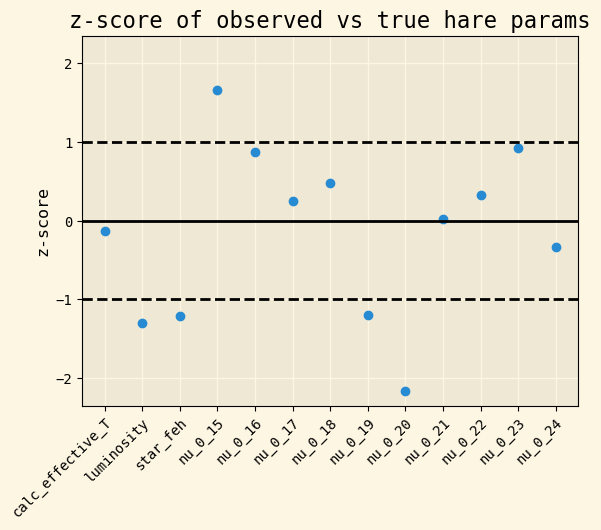 z-score of observed vs true hare params
z-score
2
1
0
−1
−2
calc_effective_T
luminosity
star_feh
nu_0_15
nu_0_16
nu_0_17
nu_0_18
nu_0_19
nu_0_20
nu_0_21
nu_0_22
nu_0_23
nu_0_24